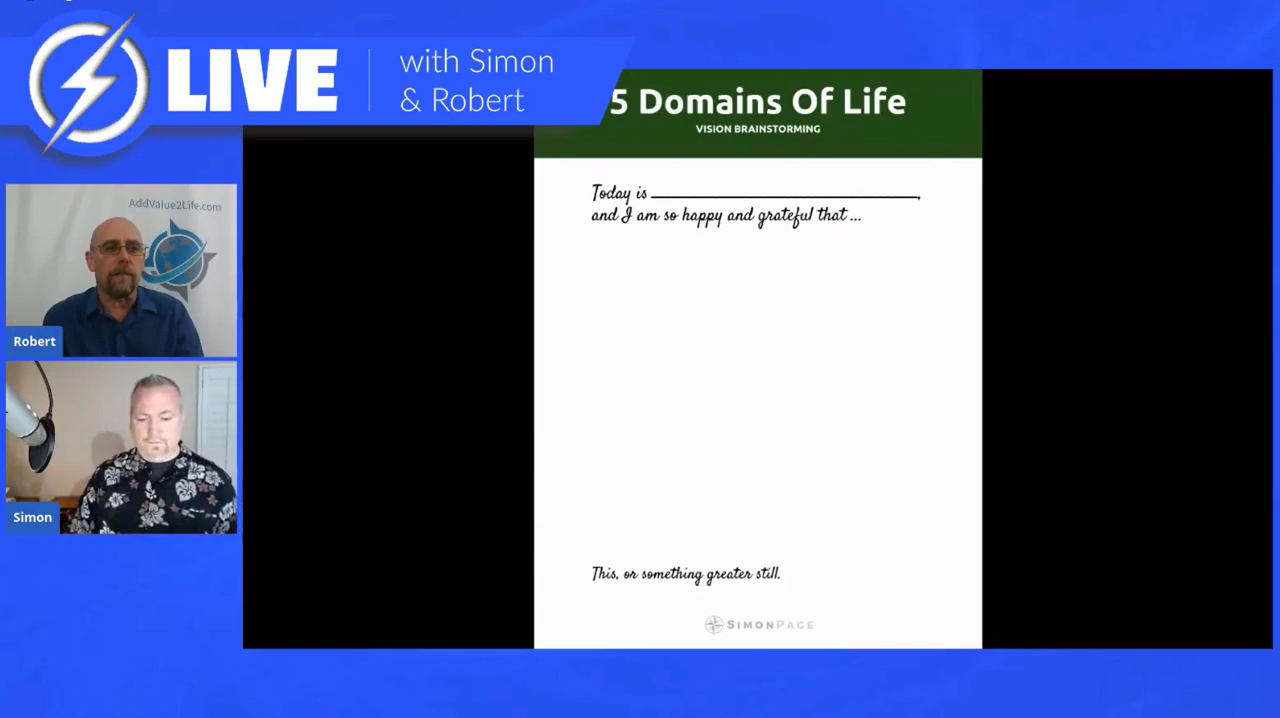 LIVE
with Simon
& Robert
5 Domains Of Life
VISION BRAINSTORMING
Today is ,
and I am so happy and grateful that ...
AddValue2Life.com
Robert
Simon
This, or something greater still.
SIMONPAGE